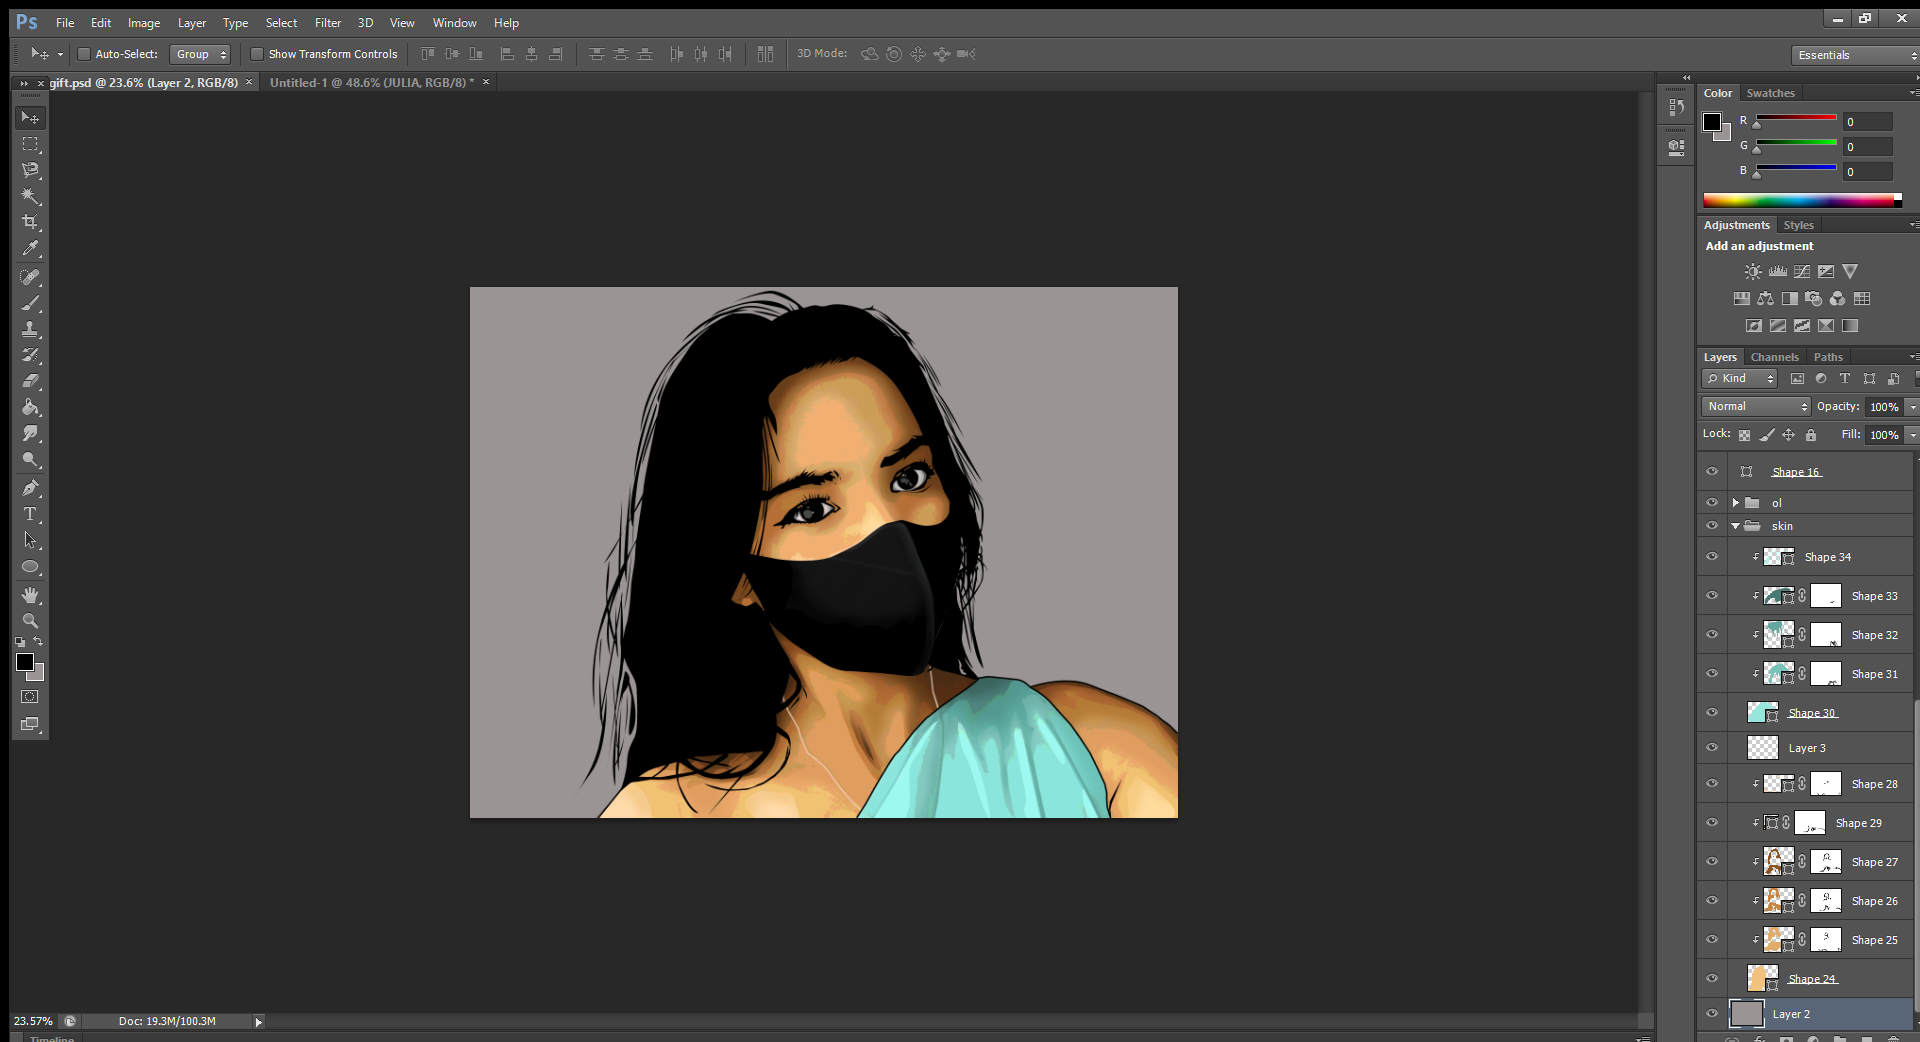 Ps File Edit Image Layer Type Select Filter 3D View Window Help
Auto-Select: Group Show Transform Controls 3D Mode: Essentials
gift.psd @ 23.6% (Layer 2, RGB/8) × Untitled-1 @ 48.6% (JULIA, RGB/8) * ×
Color Swatches
R 0
G 0
B 0
Adjustments Styles
Add an adjustment
Layers Channels Paths
Kind
Normal Opacity: 100%
Lock: Fill: 100%
Shape 16
ol
skin
Shape 34
Shape 33
Shape 32
Shape 31
Shape 30
Layer 3
Shape 28
Shape 29
Shape 27
Shape 26
Shape 25
Shape 24
Layer 2
23.57% Doc: 19.3M/100.3M
Timeline